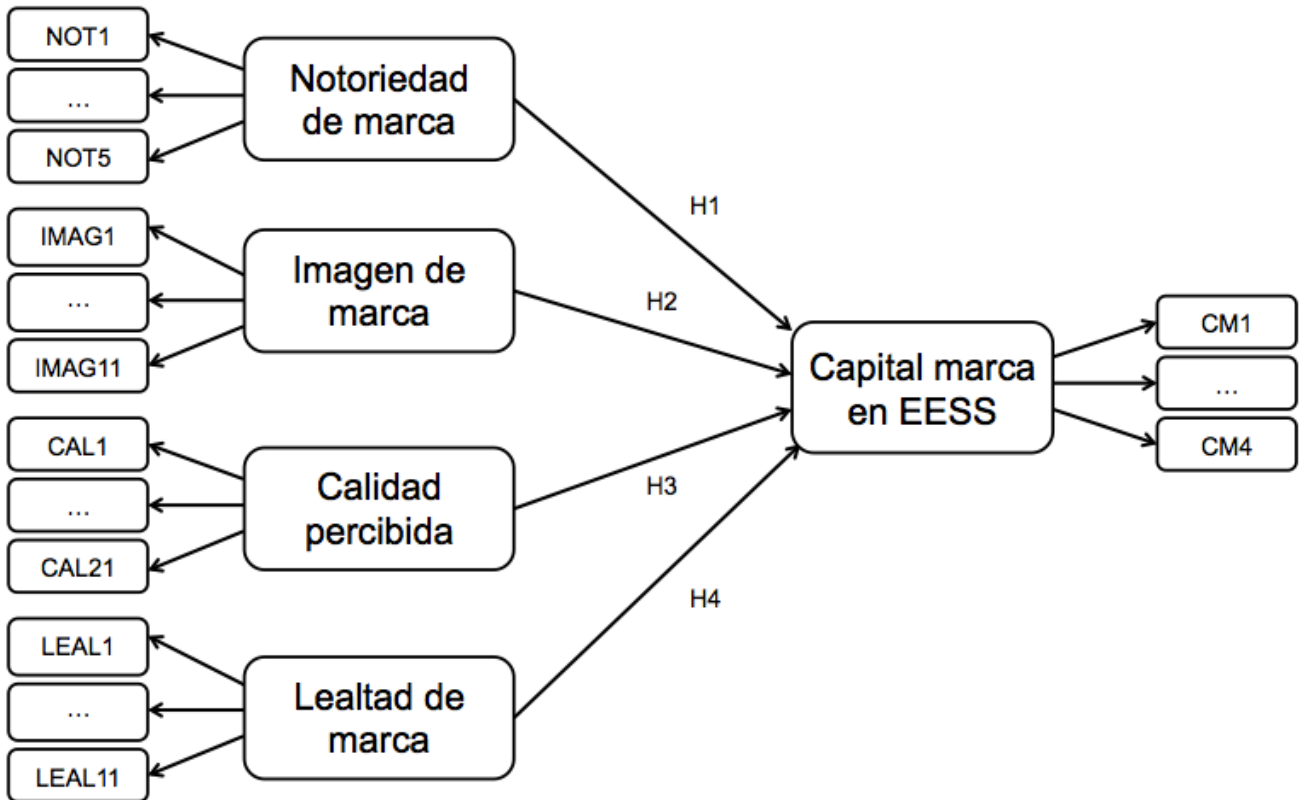 NOT1
...
NOT5
Notoriedad
de marca
H1
IMAG1
...
IMAG11
Imagen de
marca
H2
CAL1
...
CAL21
Calidad
percibida
H3
LEAL1
...
LEAL11
Lealtad de
marca
H4
Capital marca
en EESS
CM1
...
CM4